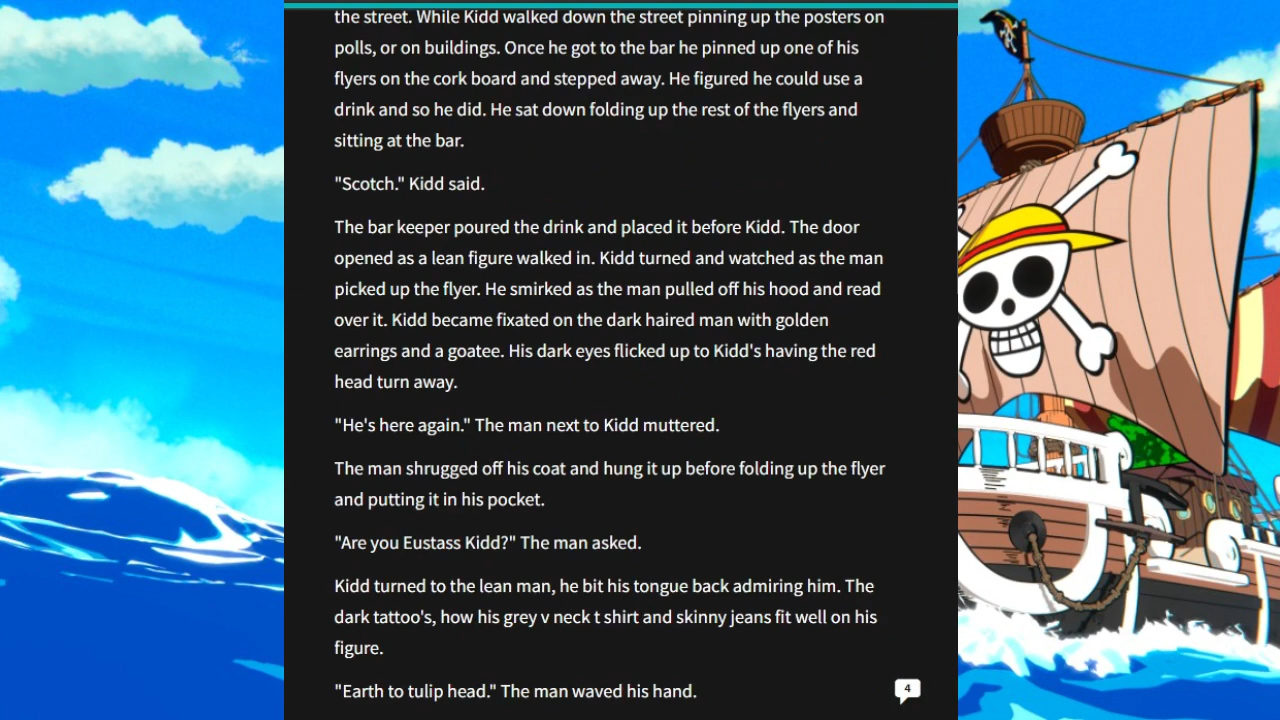 the street. While Kidd walked down the street pinning up the posters on
polls, or on buildings. Once he got to the bar he pinned up one of his
flyers on the cork board and stepped away. He figured he could use a
drink and so he did. He sat down folding up the rest of the flyers and
sitting at the bar.
"Scotch." Kidd said.
The bar keeper poured the drink and placed it before Kidd. The door
opened as a lean figure walked in. Kidd turned and watched as the man
picked up the flyer. He smirked as the man pulled off his hood and read
over it. Kidd became fixated on the dark haired man with golden
earrings and a goatee. His dark eyes flicked up to Kidd's having the red
head turn away.
"He's here again." The man next to Kidd muttered.
The man shrugged off his coat and hung it up before folding up the flyer
and putting it in his pocket.
"Are you Eustass Kidd?" The man asked.
Kidd turned to the lean man, he bit his tongue back admiring him. The
dark tattoo's, how his grey v neck t shirt and skinny jeans fit well on his
figure.
"Earth to tulip head." The man waved his hand.
4